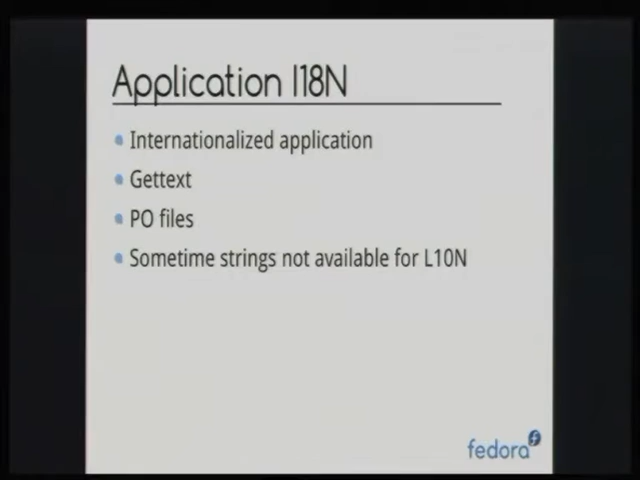 Application I18N
Internationalized application
Gettext
PO files
Sometime strings not available for L10N
fedora